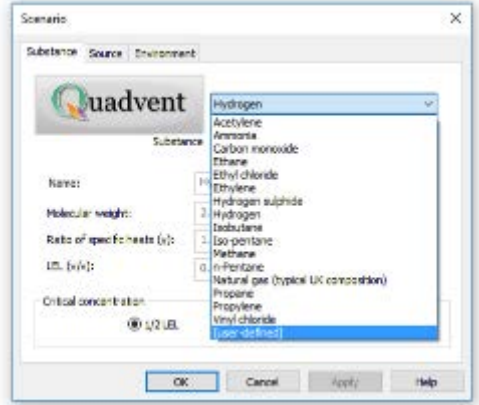 Scenario
Substance Source Environment
Quadvent
Hydrogen
Substance
Acetylene
Ammonia
Carbon monoxide
Ethane
Ethyl chloride
Ethylene
Hydrogen sulphide
Hydrogen
Isobutane
Iso-pentane
Methane
n-Pentane
Natural gas (typical UK composition)
Propane
Propylene
Vinyl chloride
[user-defined]
Name:
Molecular weight:
Ratio of specific heats (γ):
LEL (v/v):
Critical concentration
1/2 LEL
OK Cancel Apply Help